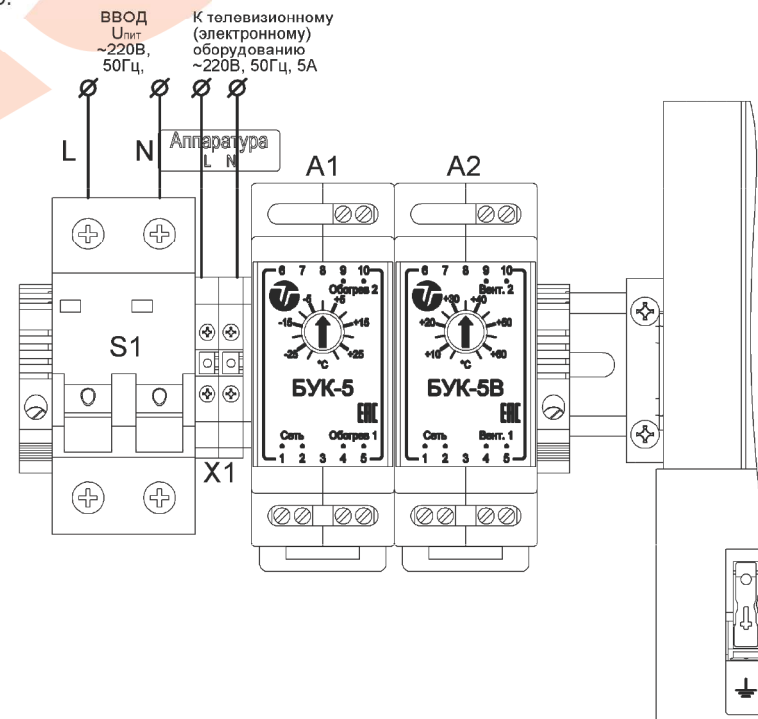 ВВОД
Uпит
~220В,
50Гц,
К телевизионному
(электронному)
оборудованию
~220В, 50Гц, 5А
L
N
Аппаратура
L N
A1
A2
S1
X1
6 7 8 9 10
Обогрев 2
-5 +5
-15 +15
-25 +25
°C
БУК-5
EAC
Сеть Обогрев 1
1 2 3 4 5
6 7 8 9 10
Вент. 2
+30 +40
+20 +50
+10 +60
°C
БУК-5В
EAC
Сеть Вент. 1
1 2 3 4 5